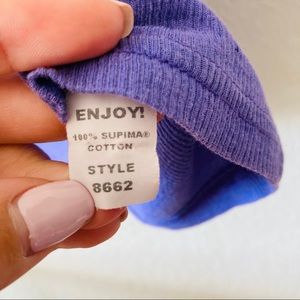 ENJOY!
100% SUPIMA®
COTTON
STYLE
8662